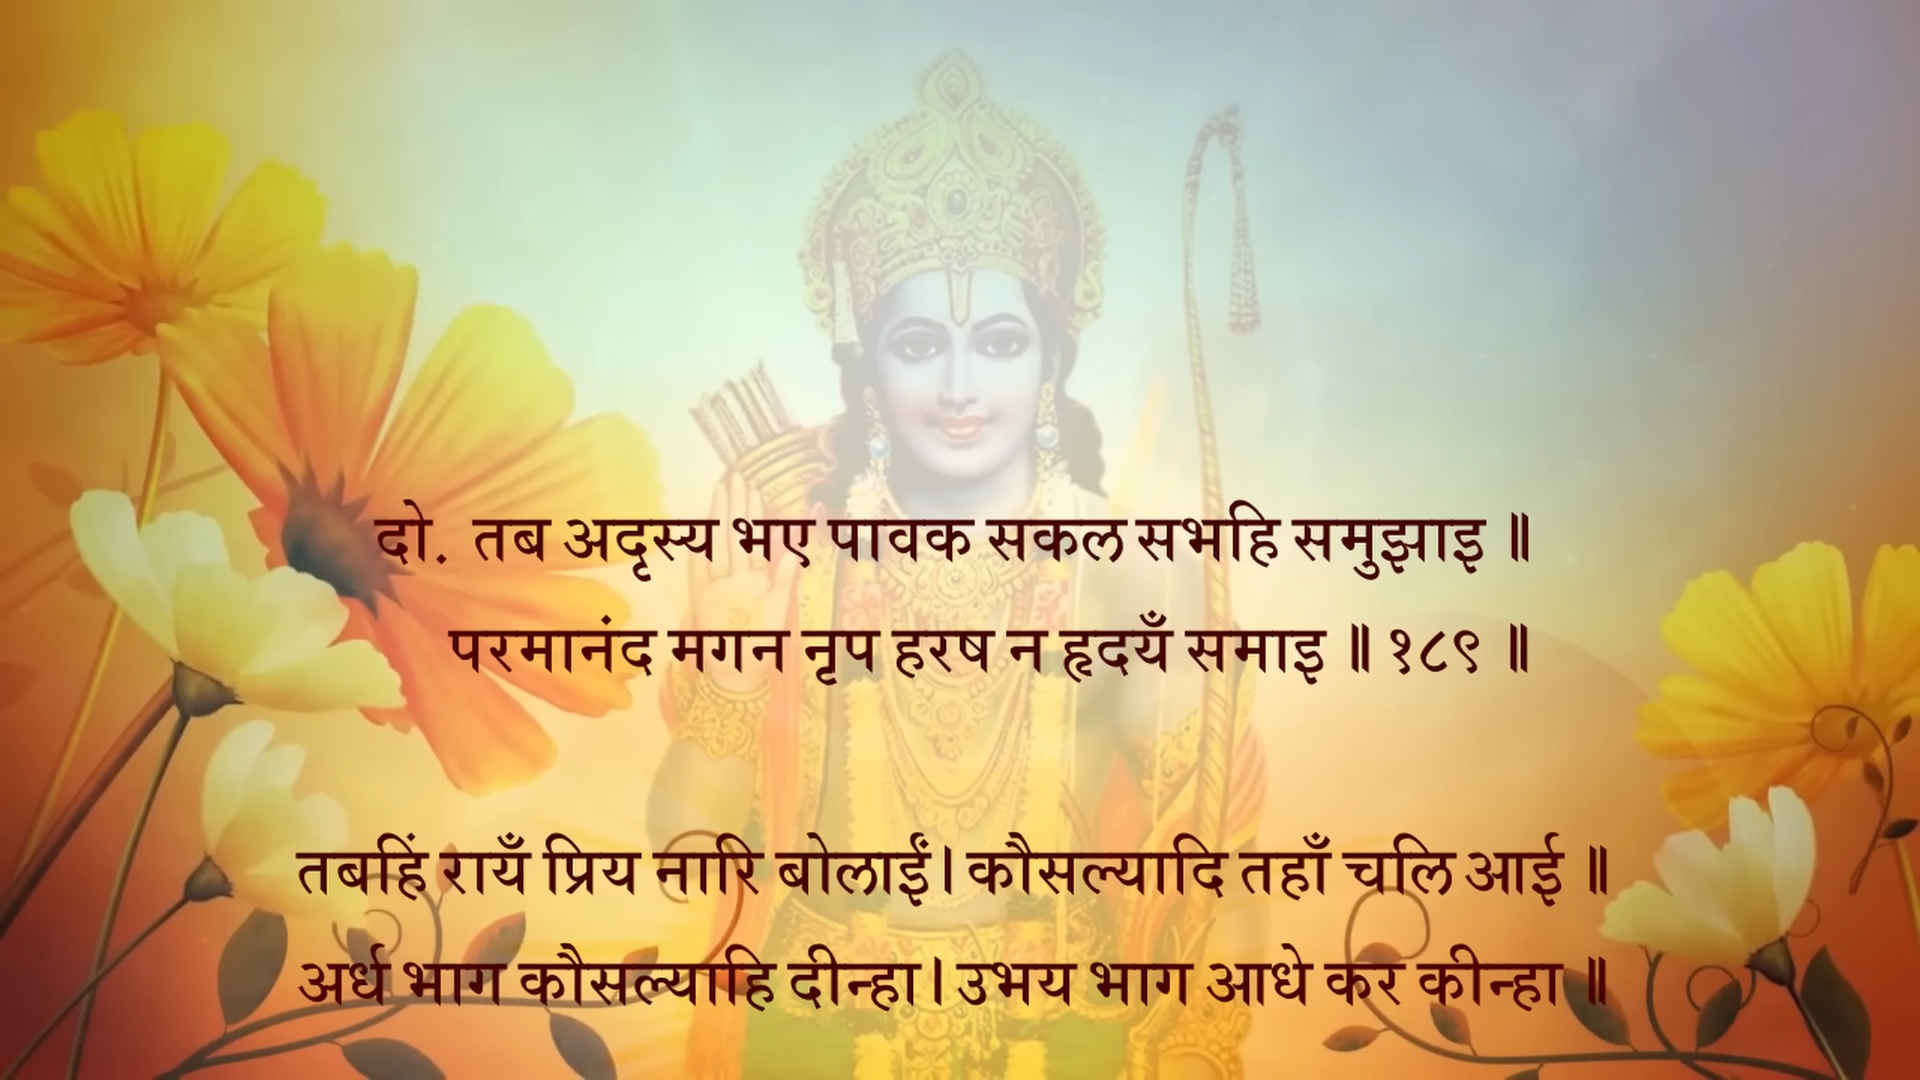 दो. तब अदृस्य भए पावक सकल सभहि समुझाइ ॥
परमानंद मगन नृप हरष न हृदयँ समाइ ॥ १८९ ॥
तबहिं रायँ प्रिय नारि बोलाईं। कौसल्यादि तहाँ चलि आई ॥
अर्ध भाग कौसल्याहि दीन्हा। उभय भाग आधे कर कीन्हा ॥